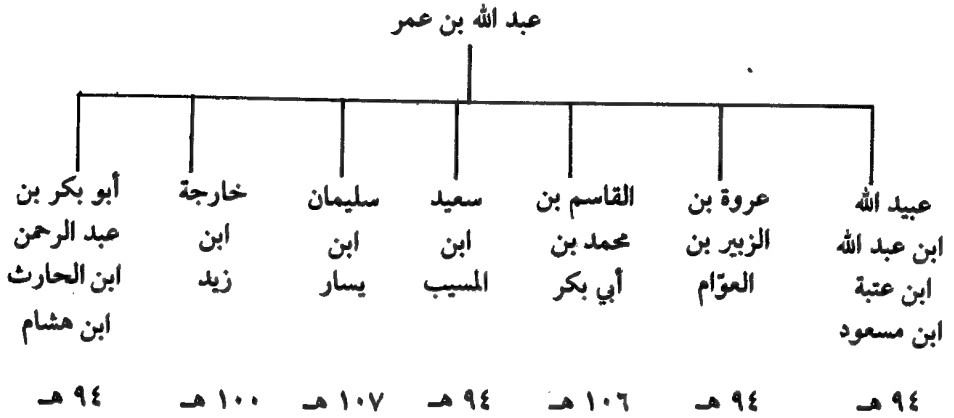 عبد الله بن عمر
عبيد الله
ابن عبد الله
ابن عتبة
ابن مسعود
٩٤ هـ
عروة بن
الزبير بن
العوّام
٩٤ هـ
القاسم بن
محمد بن
أبي بكر
١٠٦ هـ
سعيد
ابن
المسيب
٩٤ هـ
سليمان
ابن
يسار
١٠٧ هـ
خارجة
ابن
زيد
١٠٠ هـ
أبو بكر بن
عبد الرحمن
ابن الحارث
ابن هشام
٩٤ هـ